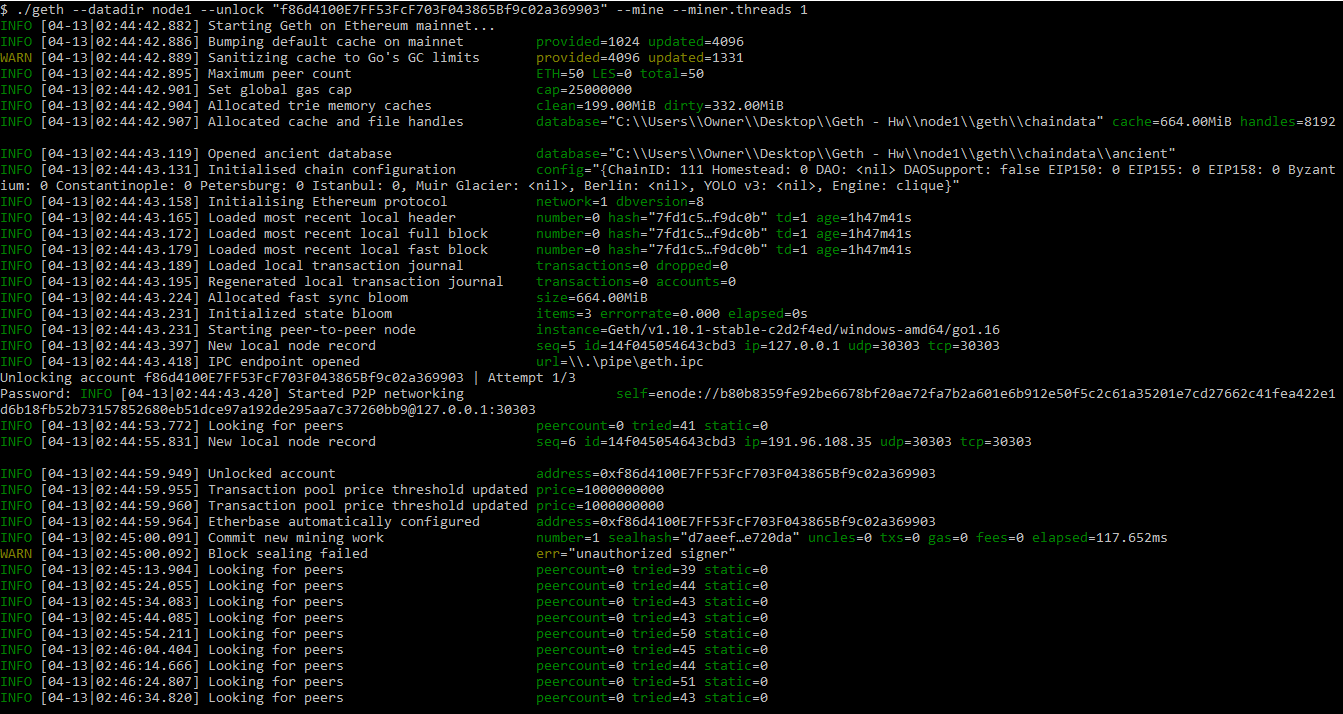 $ ./geth --datadir node1 --unlock "f86d4100E7FF53FcF703F043865Bf9c02a369903" --mine --miner.threads 1
INFO [04-13|02:44:42.882] Starting Geth on Ethereum mainnet...
INFO [04-13|02:44:42.886] Bumping default cache on mainnet provided=1024 updated=4096
WARN [04-13|02:44:42.889] Sanitizing cache to Go's GC limits provided=4096 updated=1331
INFO [04-13|02:44:42.895] Maximum peer count ETH=50 LES=0 total=50
INFO [04-13|02:44:42.901] Set global gas cap cap=25000000
INFO [04-13|02:44:42.904] Allocated trie memory caches clean=199.00MiB dirty=332.00MiB
INFO [04-13|02:44:42.907] Allocated cache and file handles database="C:\\Users\\Owner\\Desktop\\Geth - Hw\\node1\\geth\\chaindata" cache=664.00MiB handles=8192
INFO [04-13|02:44:43.119] Opened ancient database database="C:\\Users\\Owner\\Desktop\\Geth - Hw\\node1\\geth\\chaindata\\ancient"
INFO [04-13|02:44:43.131] Initialised chain configuration config="{ChainID: 111 Homestead: 0 DAO: <nil> DAOSupport: false EIP150: 0 EIP155: 0 EIP158: 0 Byzant
ium: 0 Constantinople: 0 Petersburg: 0 Istanbul: 0, Muir Glacier: <nil>, Berlin: <nil>, YOLO v3: <nil>, Engine: clique}"
INFO [04-13|02:44:43.158] Initialising Ethereum protocol network=1 dbversion=8
INFO [04-13|02:44:43.165] Loaded most recent local header number=0 hash="7fd1c5…f9dc0b" td=1 age=1h47m41s
INFO [04-13|02:44:43.172] Loaded most recent local full block number=0 hash="7fd1c5…f9dc0b" td=1 age=1h47m41s
INFO [04-13|02:44:43.179] Loaded most recent local fast block number=0 hash="7fd1c5…f9dc0b" td=1 age=1h47m41s
INFO [04-13|02:44:43.189] Loaded local transaction journal transactions=0 dropped=0
INFO [04-13|02:44:43.195] Regenerated local transaction journal transactions=0 accounts=0
INFO [04-13|02:44:43.224] Allocated fast sync bloom size=664.00MiB
INFO [04-13|02:44:43.231] Initialized state bloom items=3 errorrate=0.000 elapsed=0s
INFO [04-13|02:44:43.231] Starting peer-to-peer node instance=Geth/v1.10.1-stable-c2d2f4ed/windows-amd64/go1.16
INFO [04-13|02:44:43.397] New local node record seq=5 id=14f045054643cbd3 ip=127.0.0.1 udp=30303 tcp=30303
INFO [04-13|02:44:43.418] IPC endpoint opened url=\\.\pipe\geth.ipc
Unlocking account f86d4100E7FF53FcF703F043865Bf9c02a369903 | Attempt 1/3
Password: INFO [04-13|02:44:43.420] Started P2P networking self=enode://b80b8359fe92be6678bf20ae72fa7b2a601e6b912e50f5c2c61a35201e7cd27662c41fea422e1
d6b18fb52b73157852680eb51dce97a192de295aa7c37260bb9@127.0.0.1:30303
INFO [04-13|02:44:53.772] Looking for peers peercount=0 tried=41 static=0
INFO [04-13|02:44:55.831] New local node record seq=6 id=14f045054643cbd3 ip=191.96.108.35 udp=30303 tcp=30303
INFO [04-13|02:44:59.949] Unlocked account address=0xf86d4100E7FF53FcF703F043865Bf9c02a369903
INFO [04-13|02:44:59.955] Transaction pool price threshold updated price=1000000000
INFO [04-13|02:44:59.960] Transaction pool price threshold updated price=1000000000
INFO [04-13|02:44:59.964] Etherbase automatically configured address=0xf86d4100E7FF53FcF703F043865Bf9c02a369903
INFO [04-13|02:45:00.091] Commit new mining work number=1 sealhash="d7aeef…e720da" uncles=0 txs=0 gas=0 fees=0 elapsed=117.652ms
WARN [04-13|02:45:00.092] Block sealing failed err="unauthorized signer"
INFO [04-13|02:45:13.904] Looking for peers peercount=0 tried=39 static=0
INFO [04-13|02:45:24.055] Looking for peers peercount=0 tried=44 static=0
INFO [04-13|02:45:34.083] Looking for peers peercount=0 tried=43 static=0
INFO [04-13|02:45:44.085] Looking for peers peercount=0 tried=43 static=0
INFO [04-13|02:45:54.211] Looking for peers peercount=0 tried=50 static=0
INFO [04-13|02:46:04.404] Looking for peers peercount=0 tried=45 static=0
INFO [04-13|02:46:14.666] Looking for peers peercount=0 tried=44 static=0
INFO [04-13|02:46:24.807] Looking for peers peercount=0 tried=51 static=0
INFO [04-13|02:46:34.820] Looking for peers peercount=0 tried=43 static=0